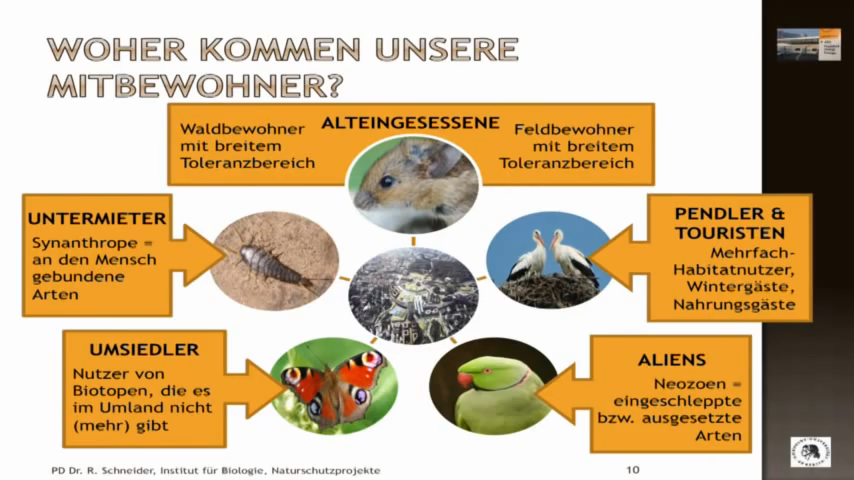 WOHER KOMMEN UNSERE
MITBEWOHNER?
ALTEINGESESSENE
Waldbewohner
mit breitem
Toleranzbereich
Feldbewohner
mit breitem
Toleranzbereich
UNTERMIETER
Synanthrope =
an den Menschen
gebundene
Arten
PENDLER &
TOURISTEN
Mehrfach-
Habitatnutzer,
Wintergäste,
Nahrungsgäste
UMSIEDLER
Nutzer von
Biotopen, die es
im Umland nicht
(mehr) gibt
ALIENS
Neozoen =
eingeschleppte
bzw. ausgesetzte
Arten
PD Dr. R. Schneider, Institut für Biologie, Naturschutzprojekte
10